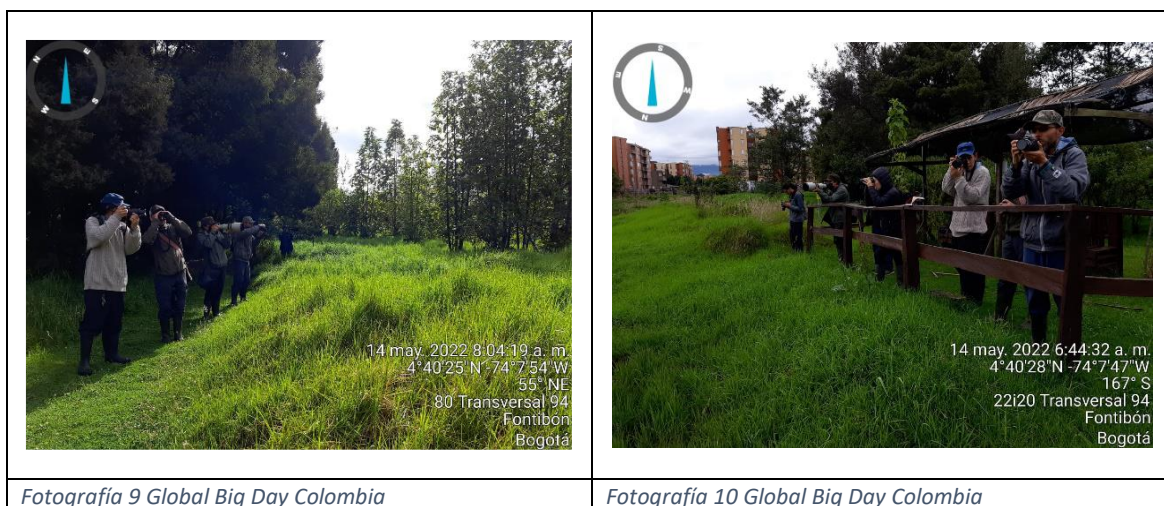 N
E
S
W
14 may. 2022 8:04:19 a. m.
4°40'25"N -74°7'54"W
55° NE
80 Transversal 94
Fontibón
Bogotá
S
W
N
E
14 may. 2022 6:44:32 a. m.
4°40'28"N -74°7'47"W
167° S
22i20 Transversal 94
Fontibón
Bogotá
Fotografía 9 Global Big Day Colombia
Fotografía 10 Global Big Day Colombia